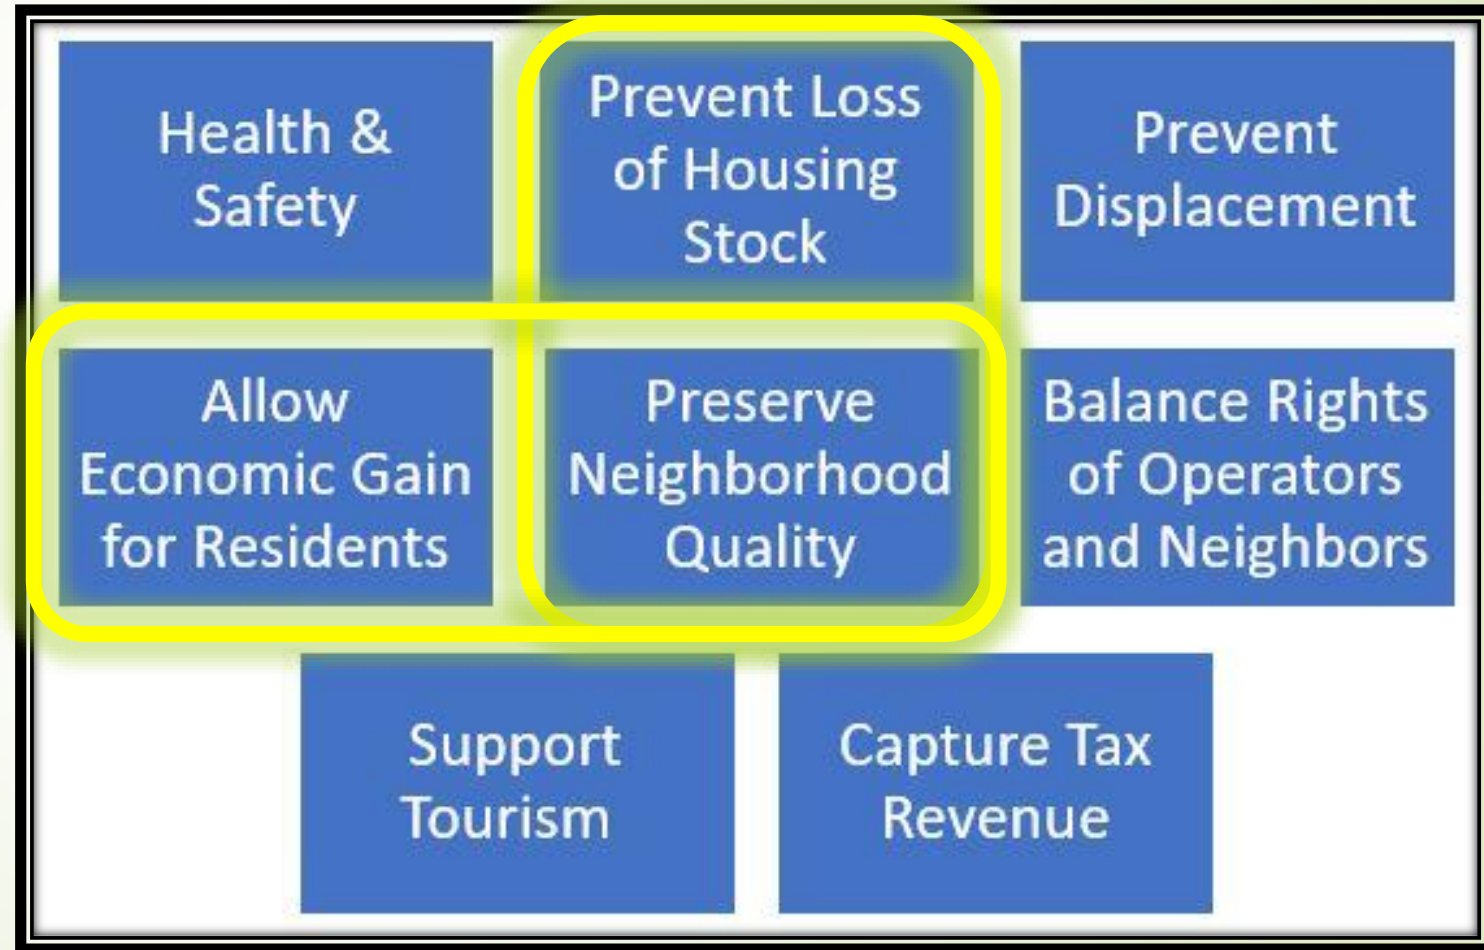 Health &
Safety
Prevent Loss
of Housing
Stock
Prevent
Displacement
Allow
Economic Gain
for Residents
Preserve
Neighborhood
Quality
Balance Rights
of Operators
and Neighbors
Support
Tourism
Capture Tax
Revenue